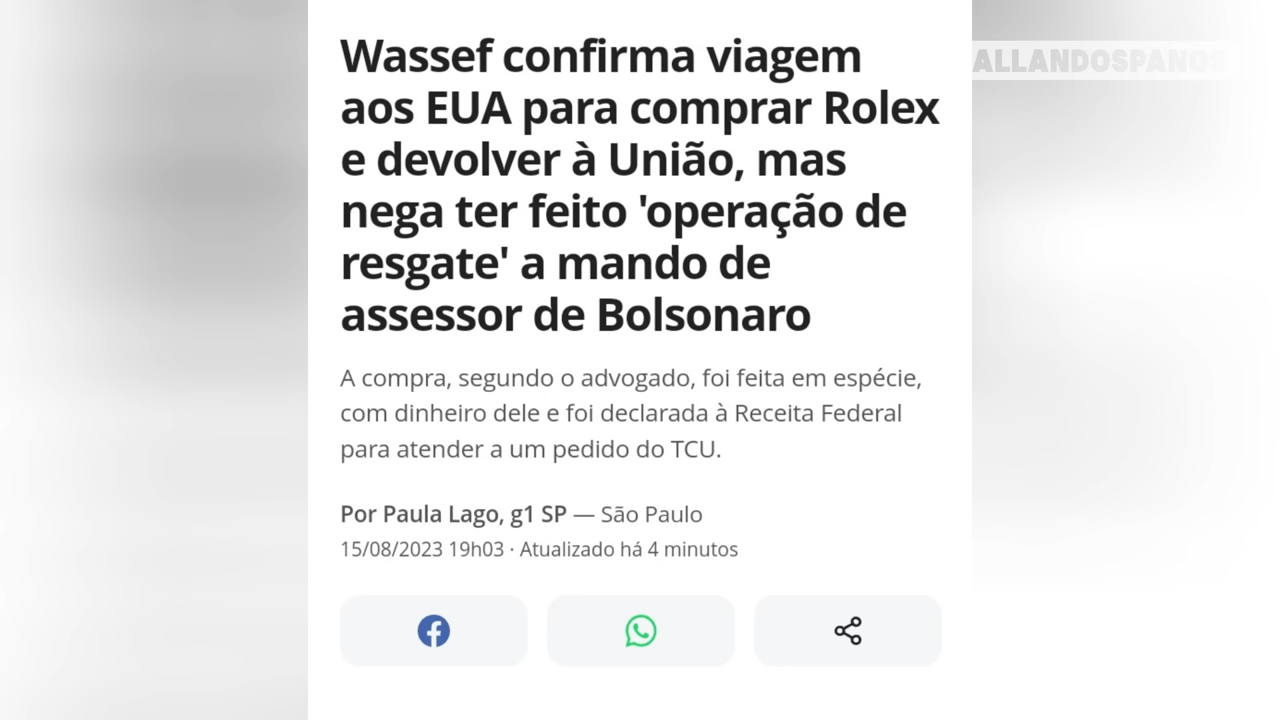 Wassef confirma viagem
aos EUA para comprar Rolex
e devolver à União, mas
nega ter feito 'operação de
resgate' a mando de
assessor de Bolsonaro
A compra, segundo o advogado, foi feita em espécie,
com dinheiro dele e foi declarada à Receita Federal
para atender a um pedido do TCU.
Por Paula Lago, g1 SP — São Paulo
15/08/2023 19h03 · Atualizado há 4 minutos
ALLANDOSPANOS